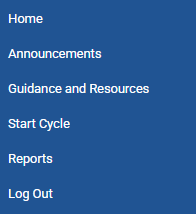 Home
Announcements
Guidance and Resources
Start Cycle
Reports
Log Out